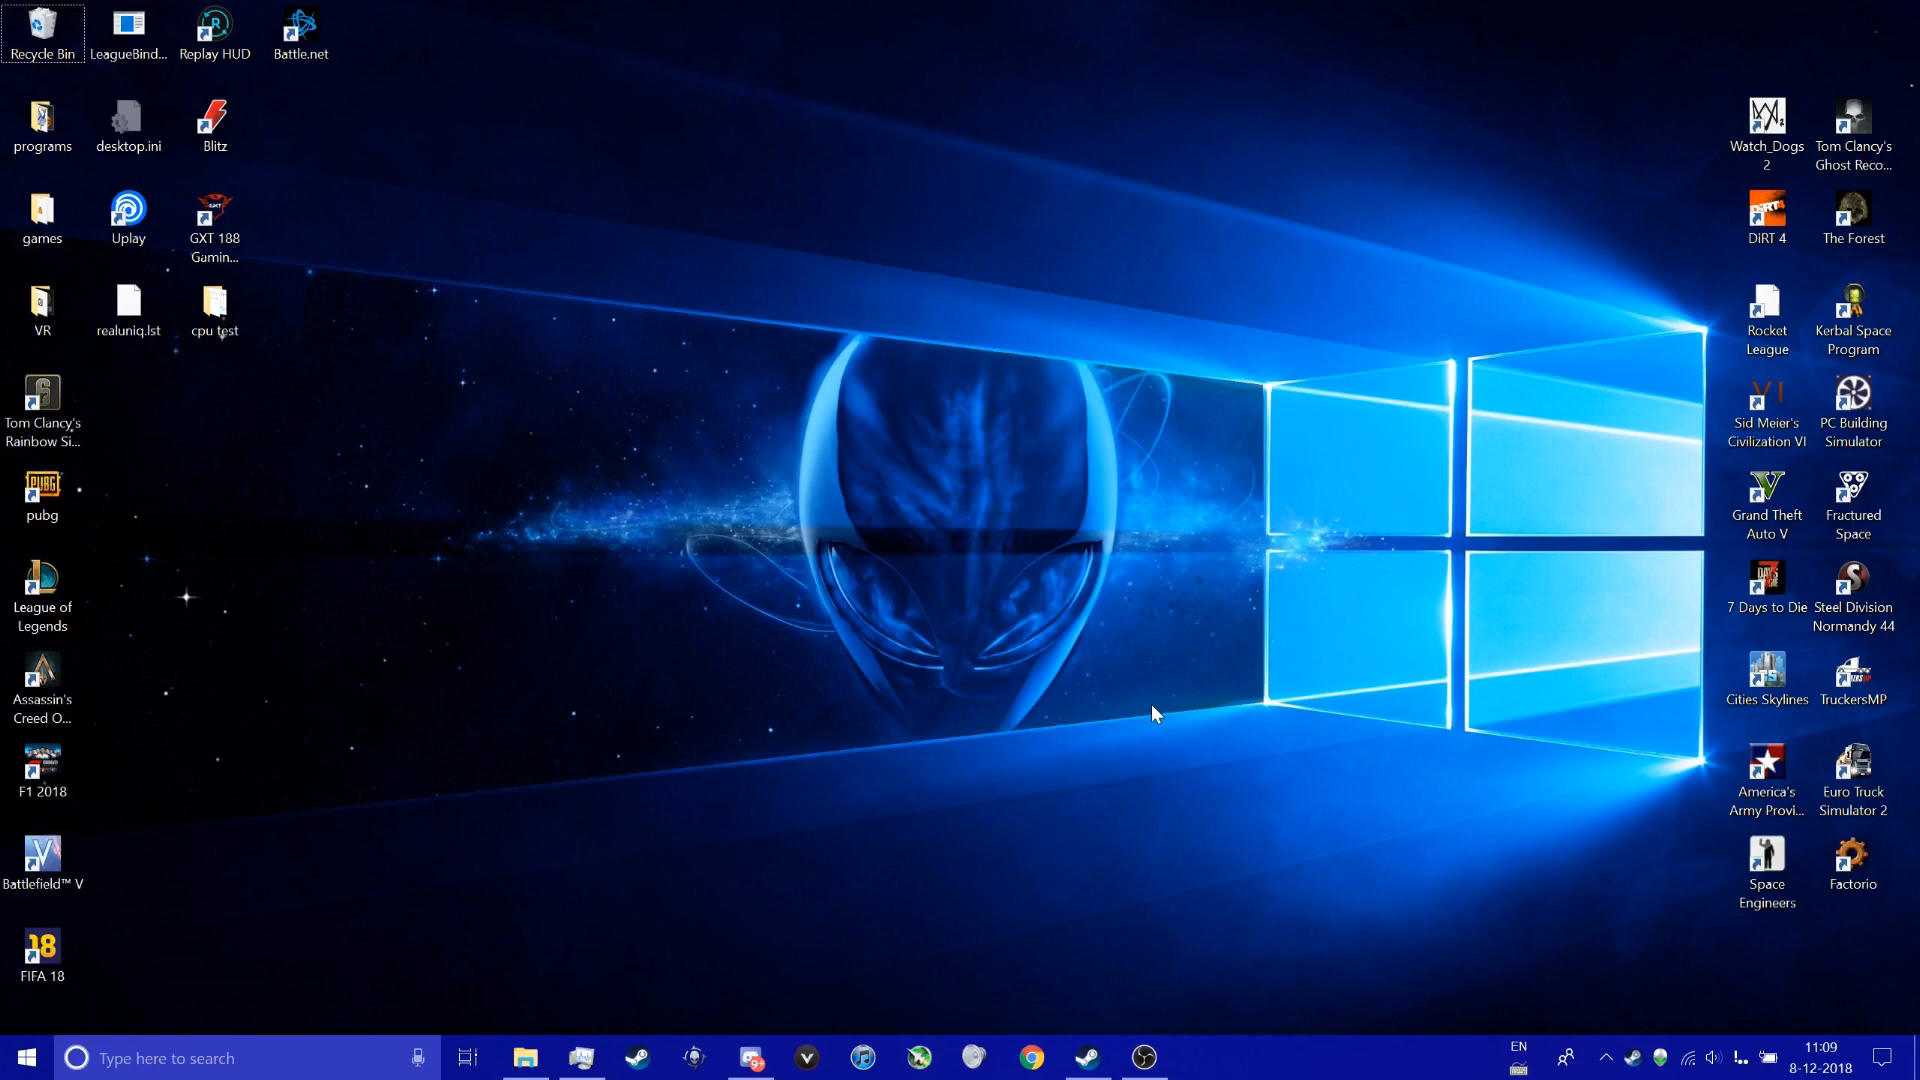 Recycle Bin
LeagueBind...
Replay HUD
Battle.net
programs
desktop.ini
Blitz
games
Uplay
GXT 188
Gamin...
VR
realuniq.lst
cpu test
Tom Clancy's
Rainbow Si...
pubg
League of
Legends
Assassin's
Creed O...
F1 2018
Battlefield™ V
FIFA 18
Watch_Dogs
2
Tom Clancy's
Ghost Reco...
DiRT 4
The Forest
Rocket
League
Kerbal Space
Program
Sid Meier's
Civilization VI
PC Building
Simulator
Grand Theft
Auto V
Fractured
Space
7 Days to Die
Steel Division
Normandy 44
Cities Skylines
TruckersMP
America's
Army Provi...
Euro Truck
Simulator 2
Space
Engineers
Factorio
Type here to search
9+
EN
11:09
8-12-2018